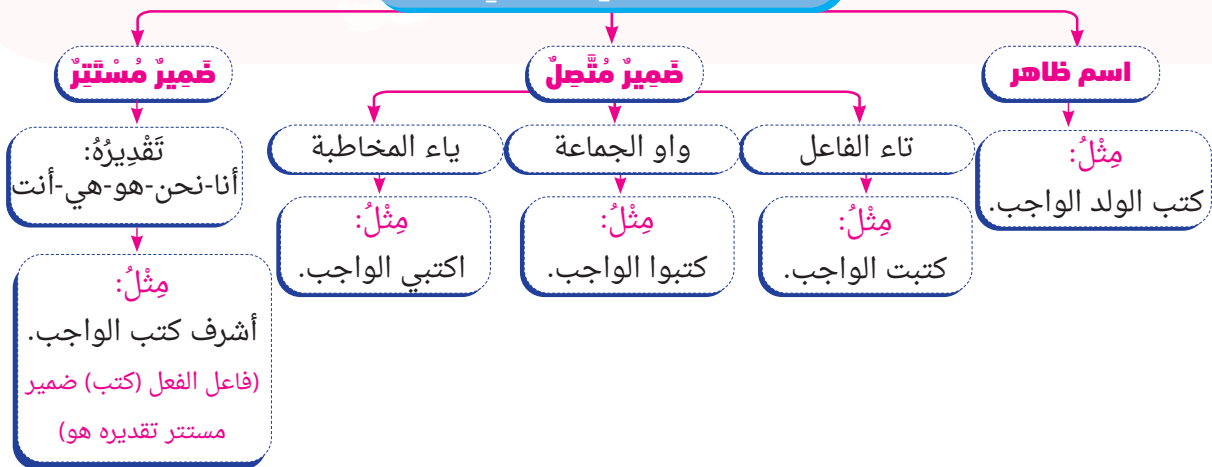 اسم ظاهر
ضَمِيرٌ مُتَّصِلٌ
ضَمِيرٌ مُسْتَتِرٌ
تاء الفاعل
واو الجماعة
ياء المخاطبة
تَقْدِيرُهُ:
أنا-نحن-هو-هي-أنت
مِثْلُ:
كتب الولد الواجب.
مِثْلُ:
كتبت الواجب.
مِثْلُ:
كتبوا الواجب.
مِثْلُ:
اكتبي الواجب.
مِثْلُ:
أشرف كتب الواجب.
(فاعل الفعل (كتب) ضمير
مستتر تقديره هو)